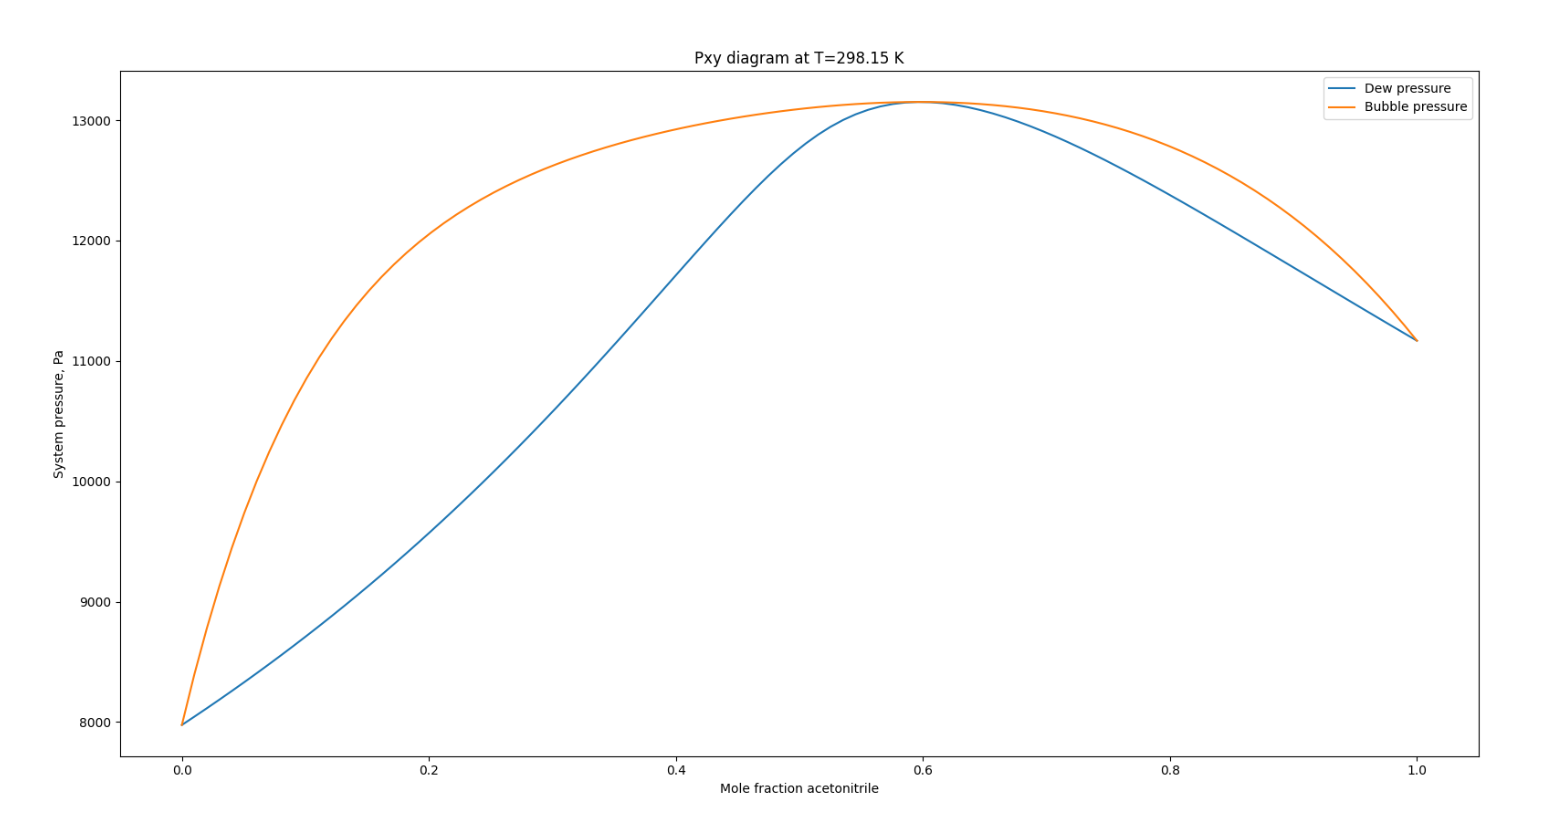 Pxy diagram at T=298.15 K
Dew pressure
Bubble pressure
13000
12000
11000
10000
9000
8000
System pressure, Pa
0.0 0.2 0.4 0.6 0.8 1.0
Mole fraction acetonitrile